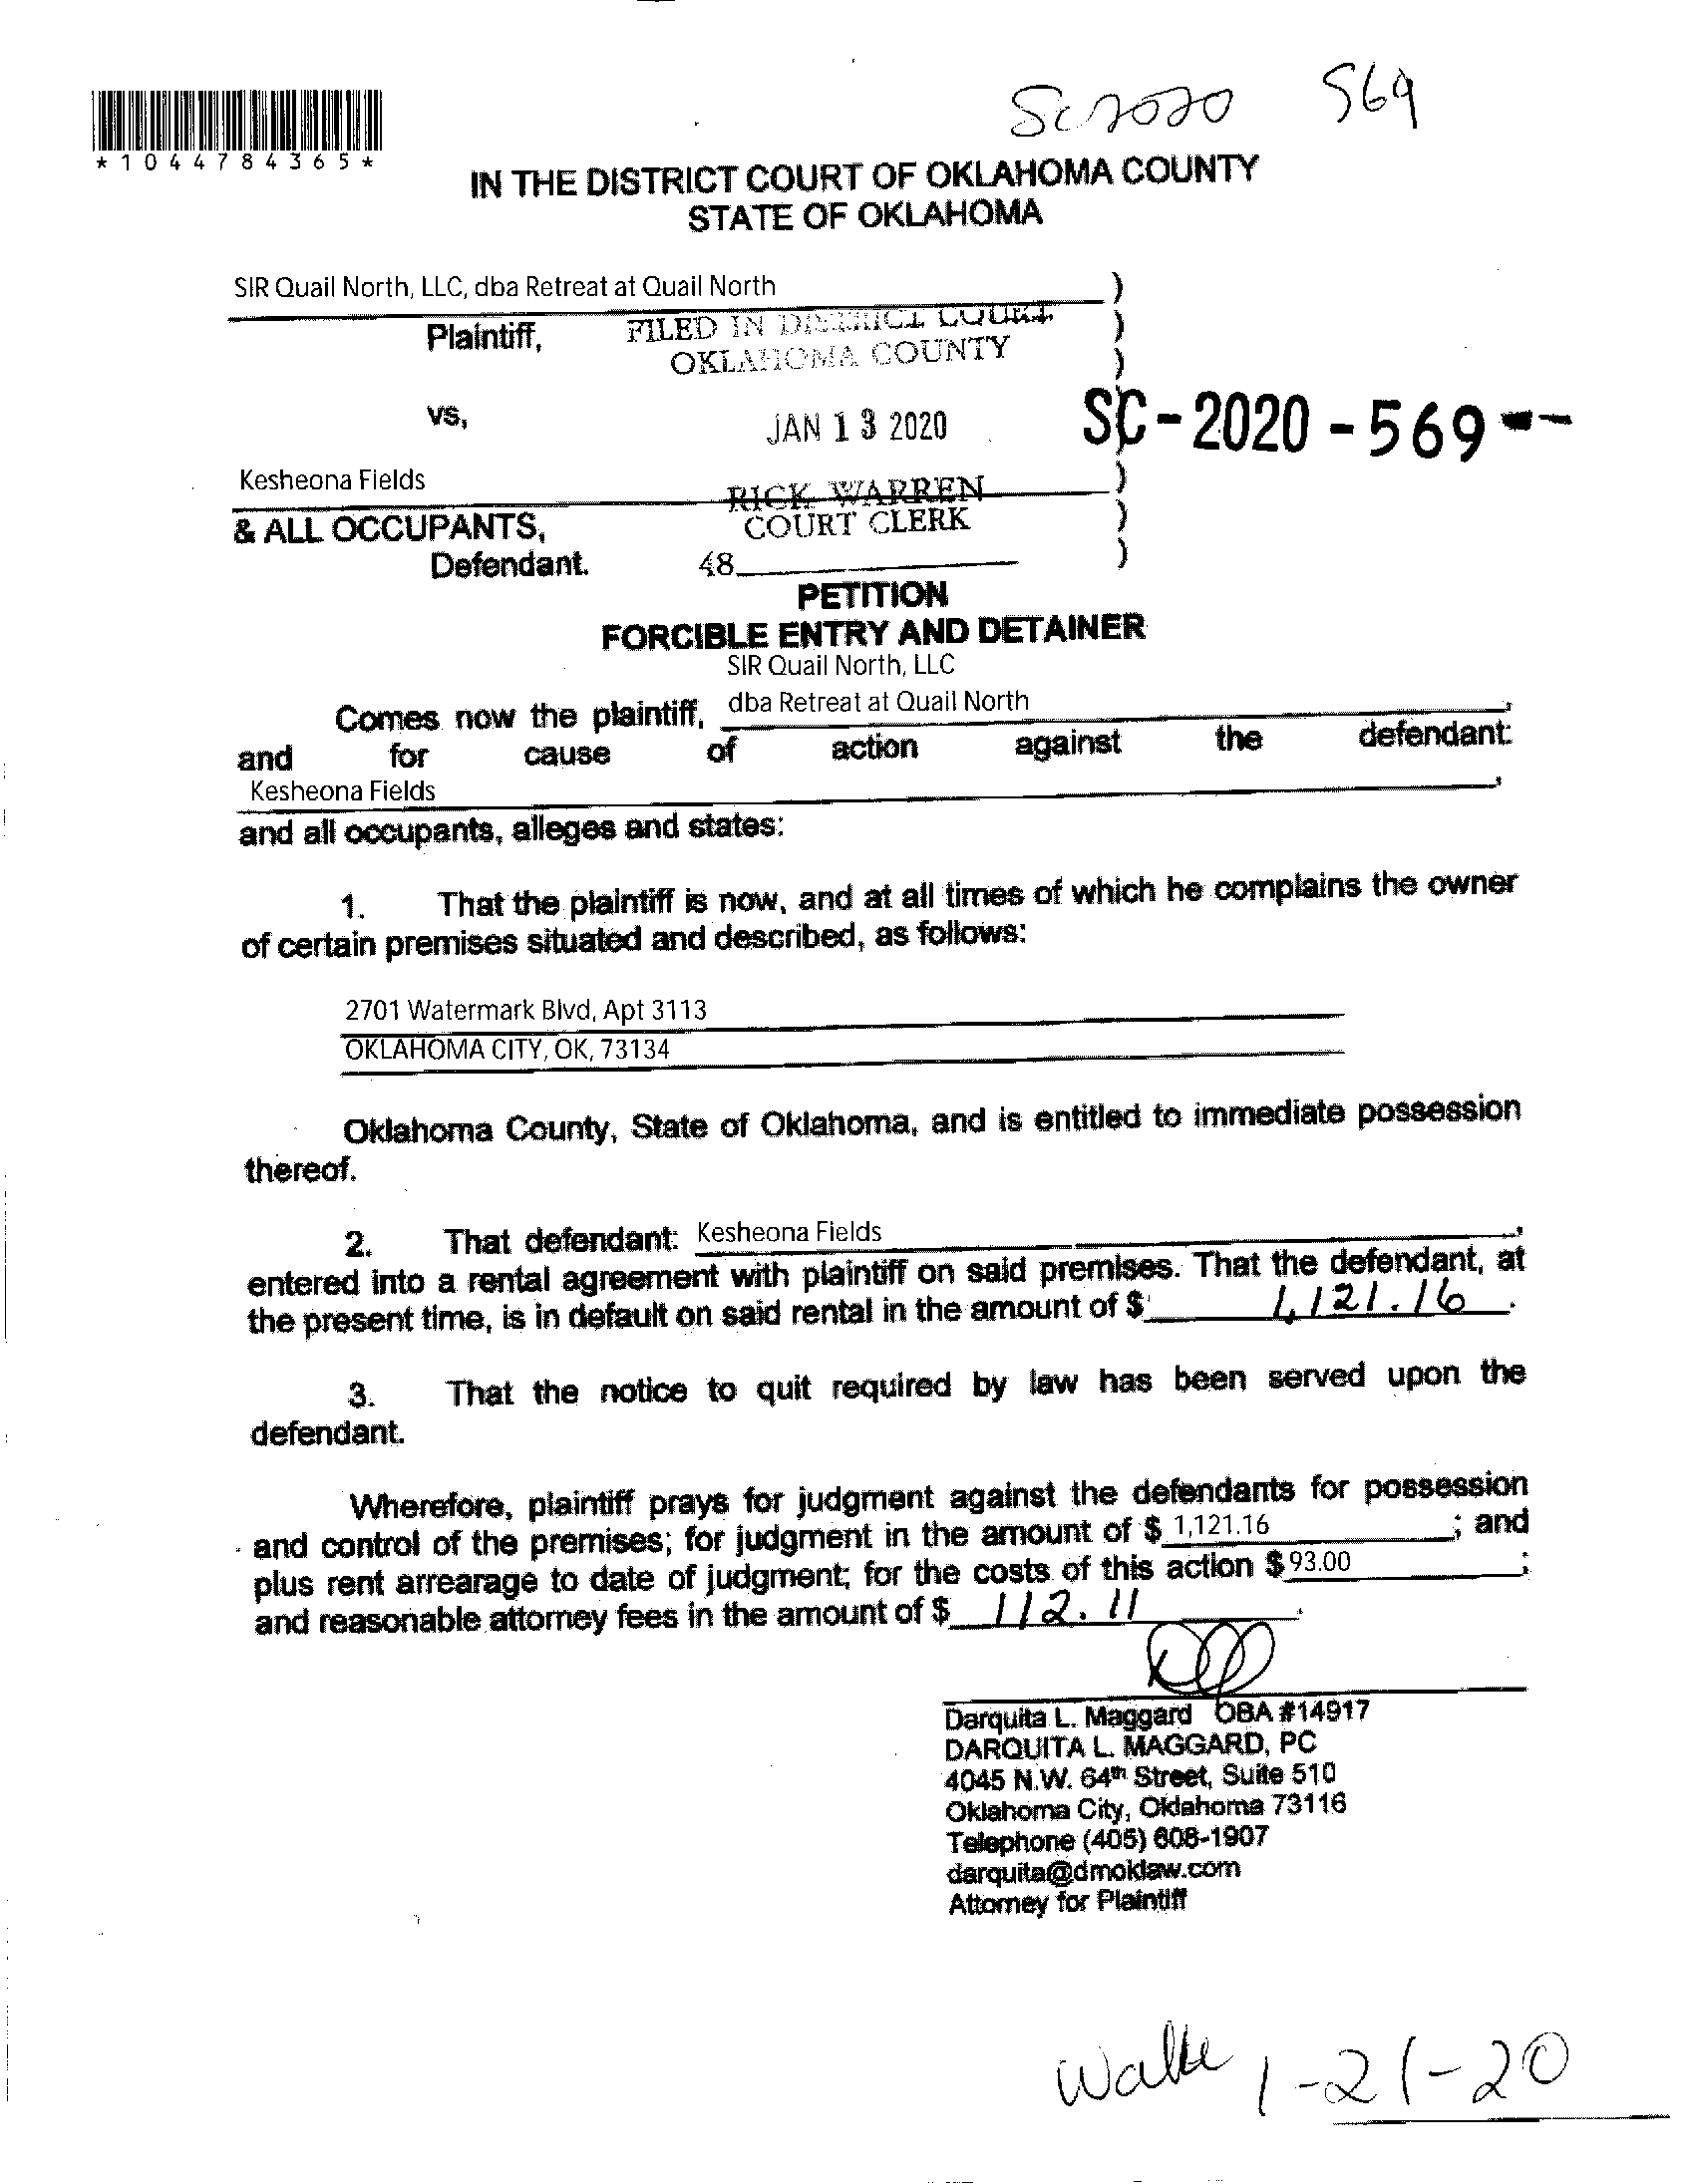 Sc2020 569
*1044784365*
IN THE DISTRICT COURT OF OKLAHOMA COUNTY
STATE OF OKLAHOMA
SIR Quail North, LLC, dba Retreat at Quail North )
Plaintiff, )
FILED IN DISTRICT COURT
OKLAHOMA COUNTY )
vs,
JAN 13 2020
SC-2020-569--
Kesheona Fields )
RICK WARREN
& ALL OCCUPANTS, )
COURT CLERK
Defendant. )
48
PETITION
FORCIBLE ENTRY AND DETAINER
SIR Quail North, LLC
Comes now the plaintiff, dba Retreat at Quail North,
and for cause of action against the defendant:
Kesheona Fields,
and all occupants, alleges and states:
1. That the plaintiff is now, and at all times of which he complains the owner
of certain premises situated and described, as follows:
2701 Watermark Blvd, Apt 3113
OKLAHOMA CITY, OK, 73134
Oklahoma County, State of Oklahoma, and is entitled to immediate possession
thereof.
2. That defendant: Kesheona Fields,
entered into a rental agreement with plaintiff on said premises. That the defendant, at
the present time, is in default on said rental in the amount of $ 1,121.16.
3. That the notice to quit required by law has been served upon the
defendant.
Wherefore, plaintiff prays for judgment against the defendants for possession
and control of the premises; for judgment in the amount of $ 1,121.16; and
plus rent arrearage to date of judgment; for the costs of this action $ 93.00;
and reasonable attorney fees in the amount of $ 112.11.
Darquita L. Maggard OBA #14917
DARQUITA L. MAGGARD, PC
4045 N.W. 64th Street, Suite 510
Oklahoma City, Oklahoma 73116
Telephone (405) 608-1907
darquita@dmoklaw.com
Attorney for Plaintiff
1-21-20